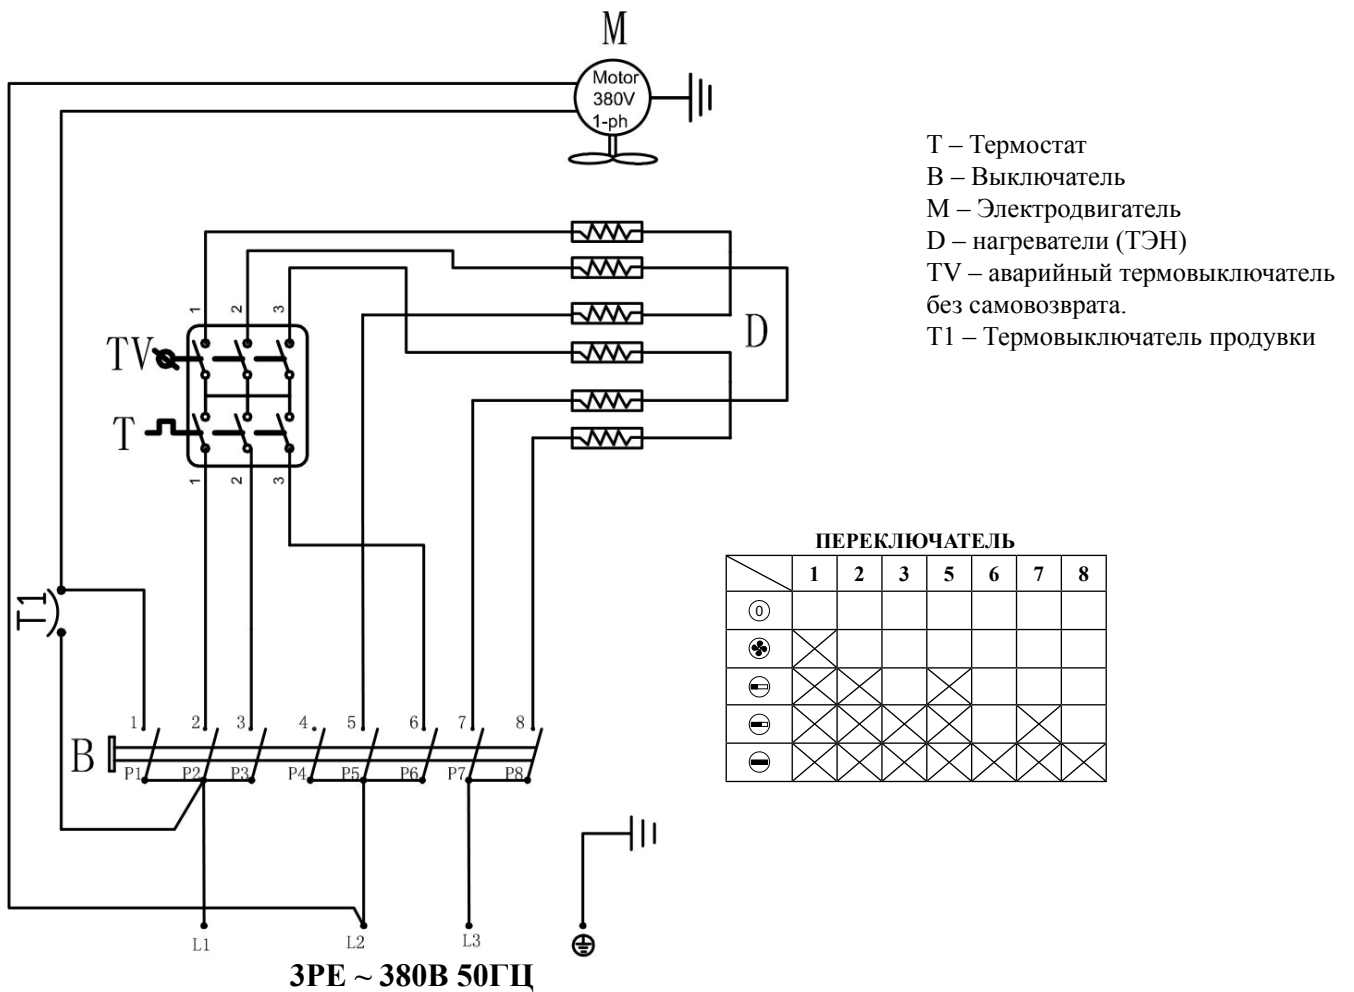 M
Motor
380V
1-ph
Т – Термостат
В – Выключатель
М – Электродвигатель
D – нагреватели (ТЭН)
TV – аварийный термовыключатель
без самовозврата.
Т1 – Термовыключатель продувки
1 2 3
TV
D
T
1 2 3
ПЕРЕКЛЮЧАТЕЛЬ
1 2 3 5 6 7 8
0
T1
1 2 3 4 5 6 7 8
B
P1 P2 P3 P4 P5 P6 P7 P8
L1 L2 L3
3PE ~ 380В 50ГЦ